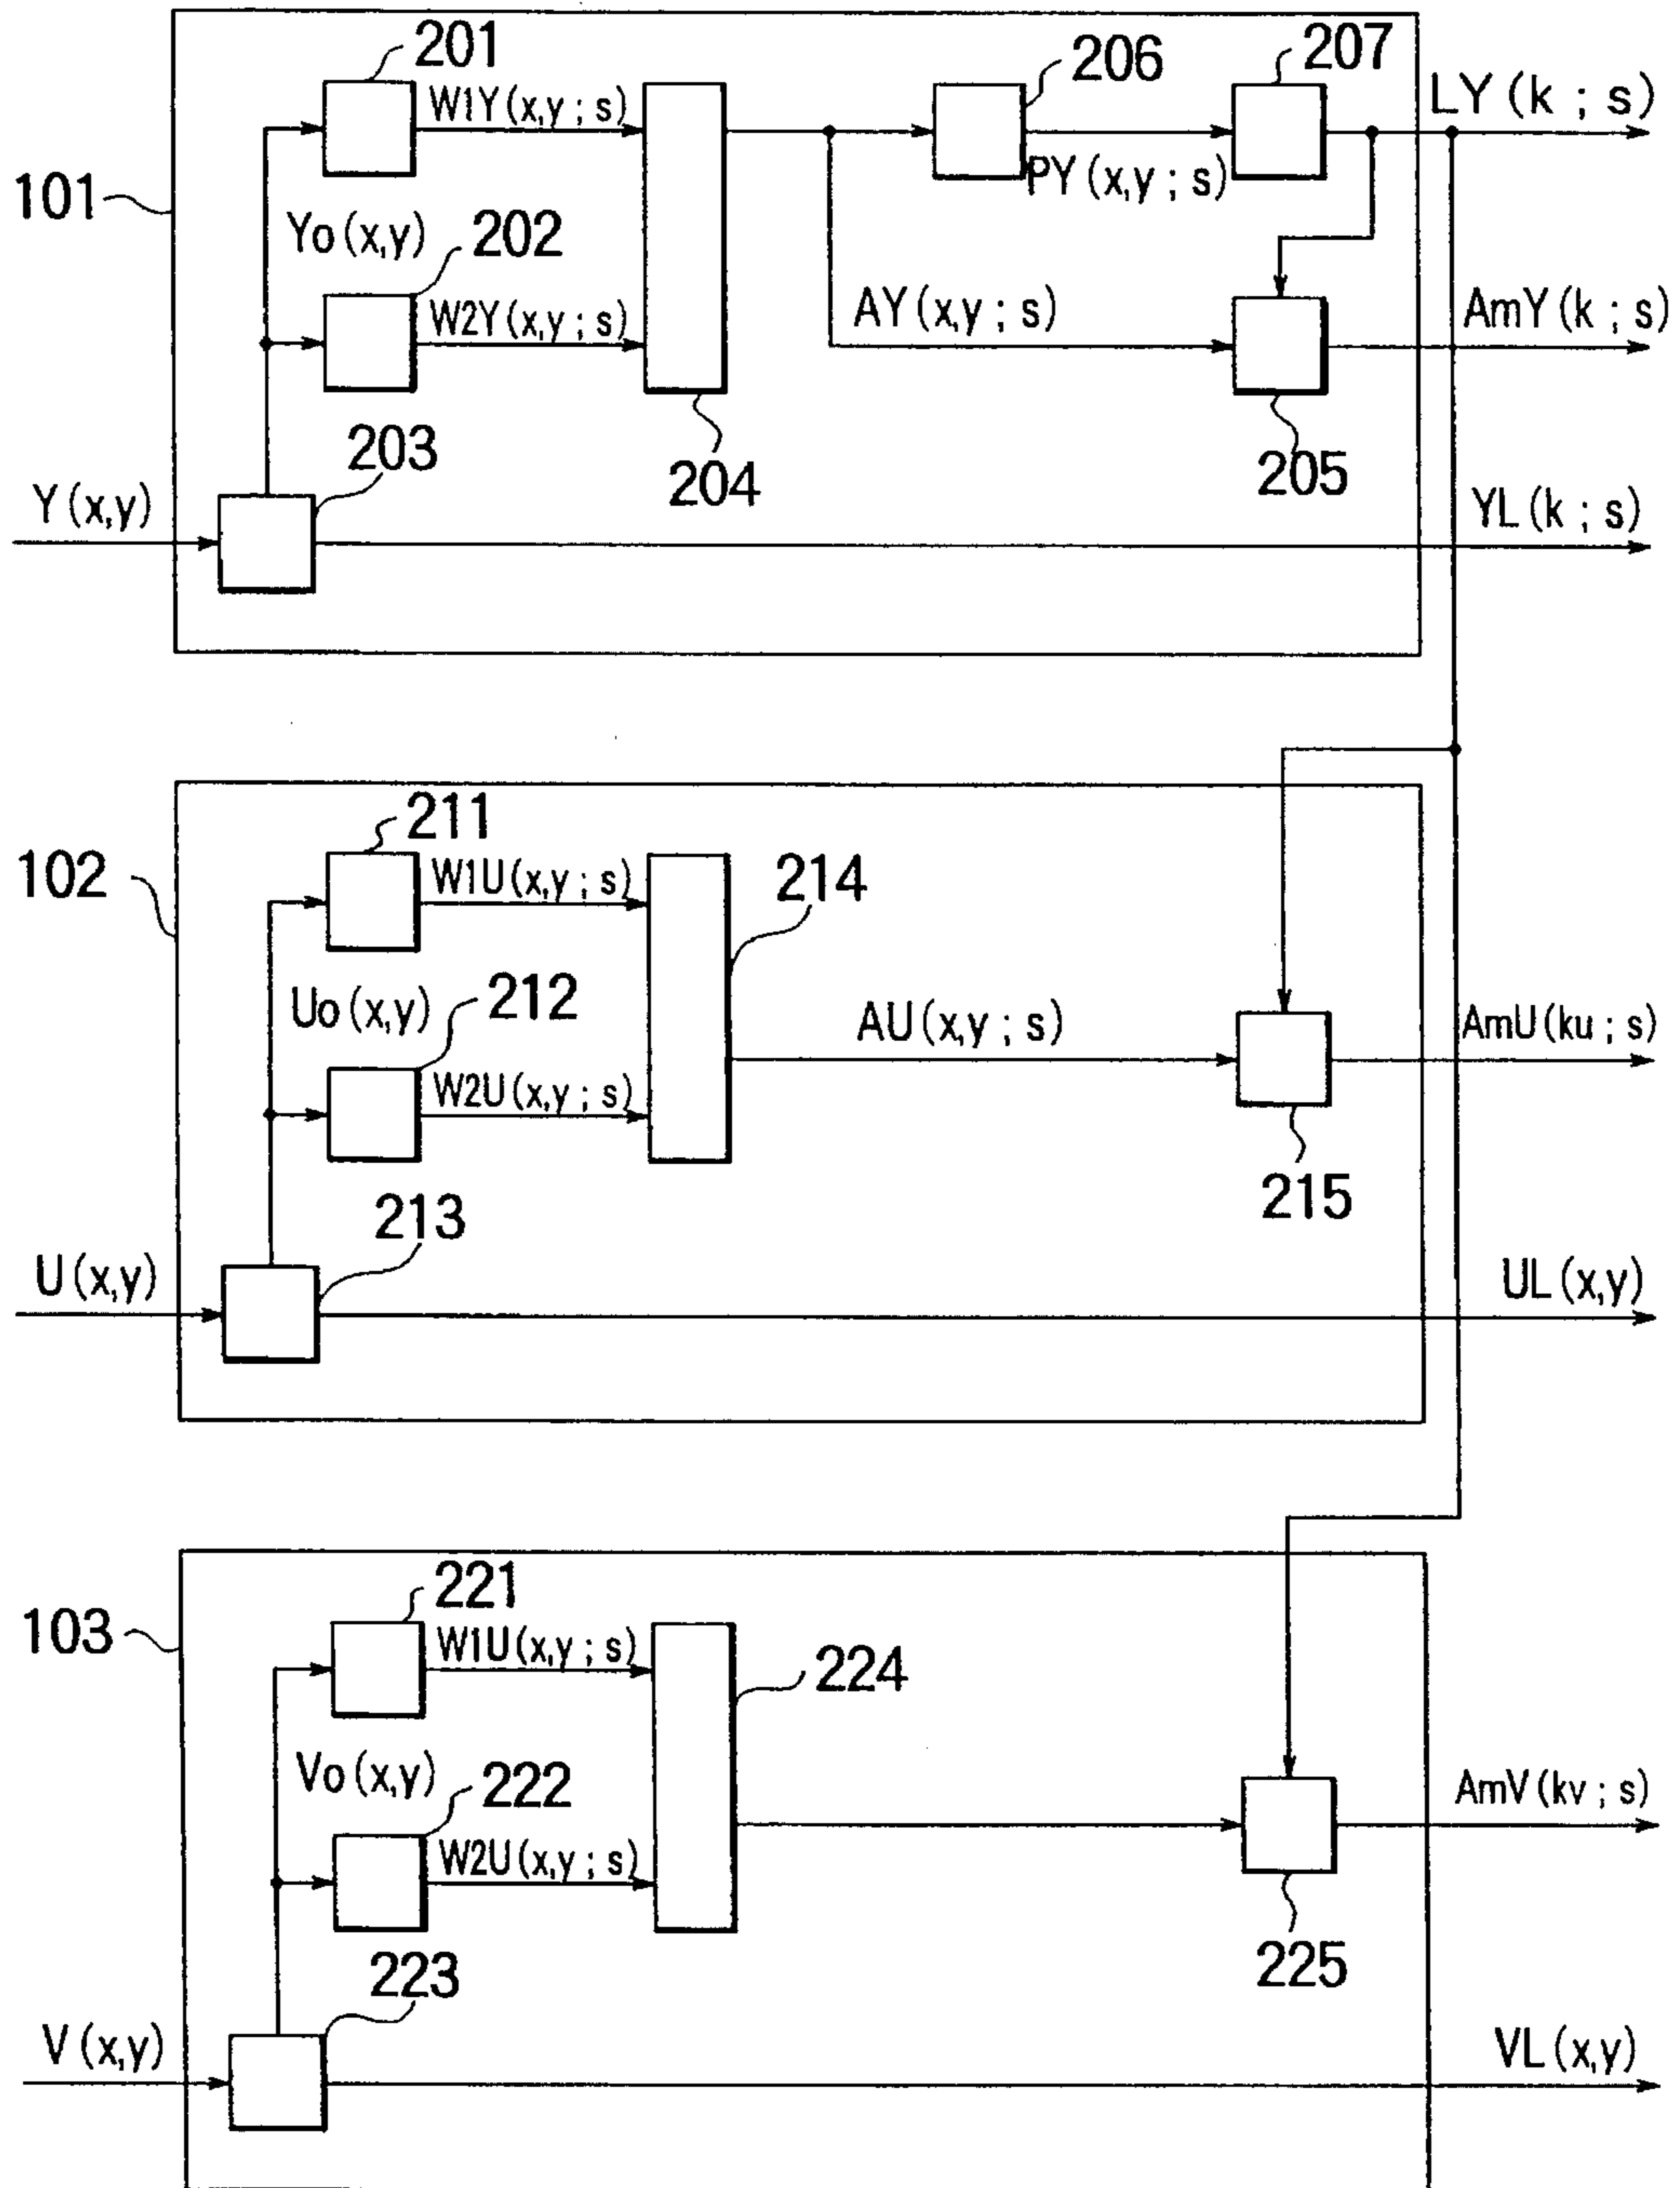 201
206
207
W1Y(x,y ; s)
LY(k ; s)
PY(x,y ; s)
101
Yo(x,y)
202
W2Y(x,y ; s)
AY(x,y ; s)
AmY(k ; s)
203
204
205
Y(x,y)
YL(k ; s)
211
102
W1U(x,y ; s)
214
Uo(x,y)
212
AU(x,y ; s)
AmU(ku ; s)
W2U(x,y ; s)
213
215
U(x,y)
UL(x,y)
221
103
W1U(x,y ; s)
224
Vo(x,y)
222
AmV(kv ; s)
W2U(x,y ; s)
223
225
V(x,y)
VL(x,y)